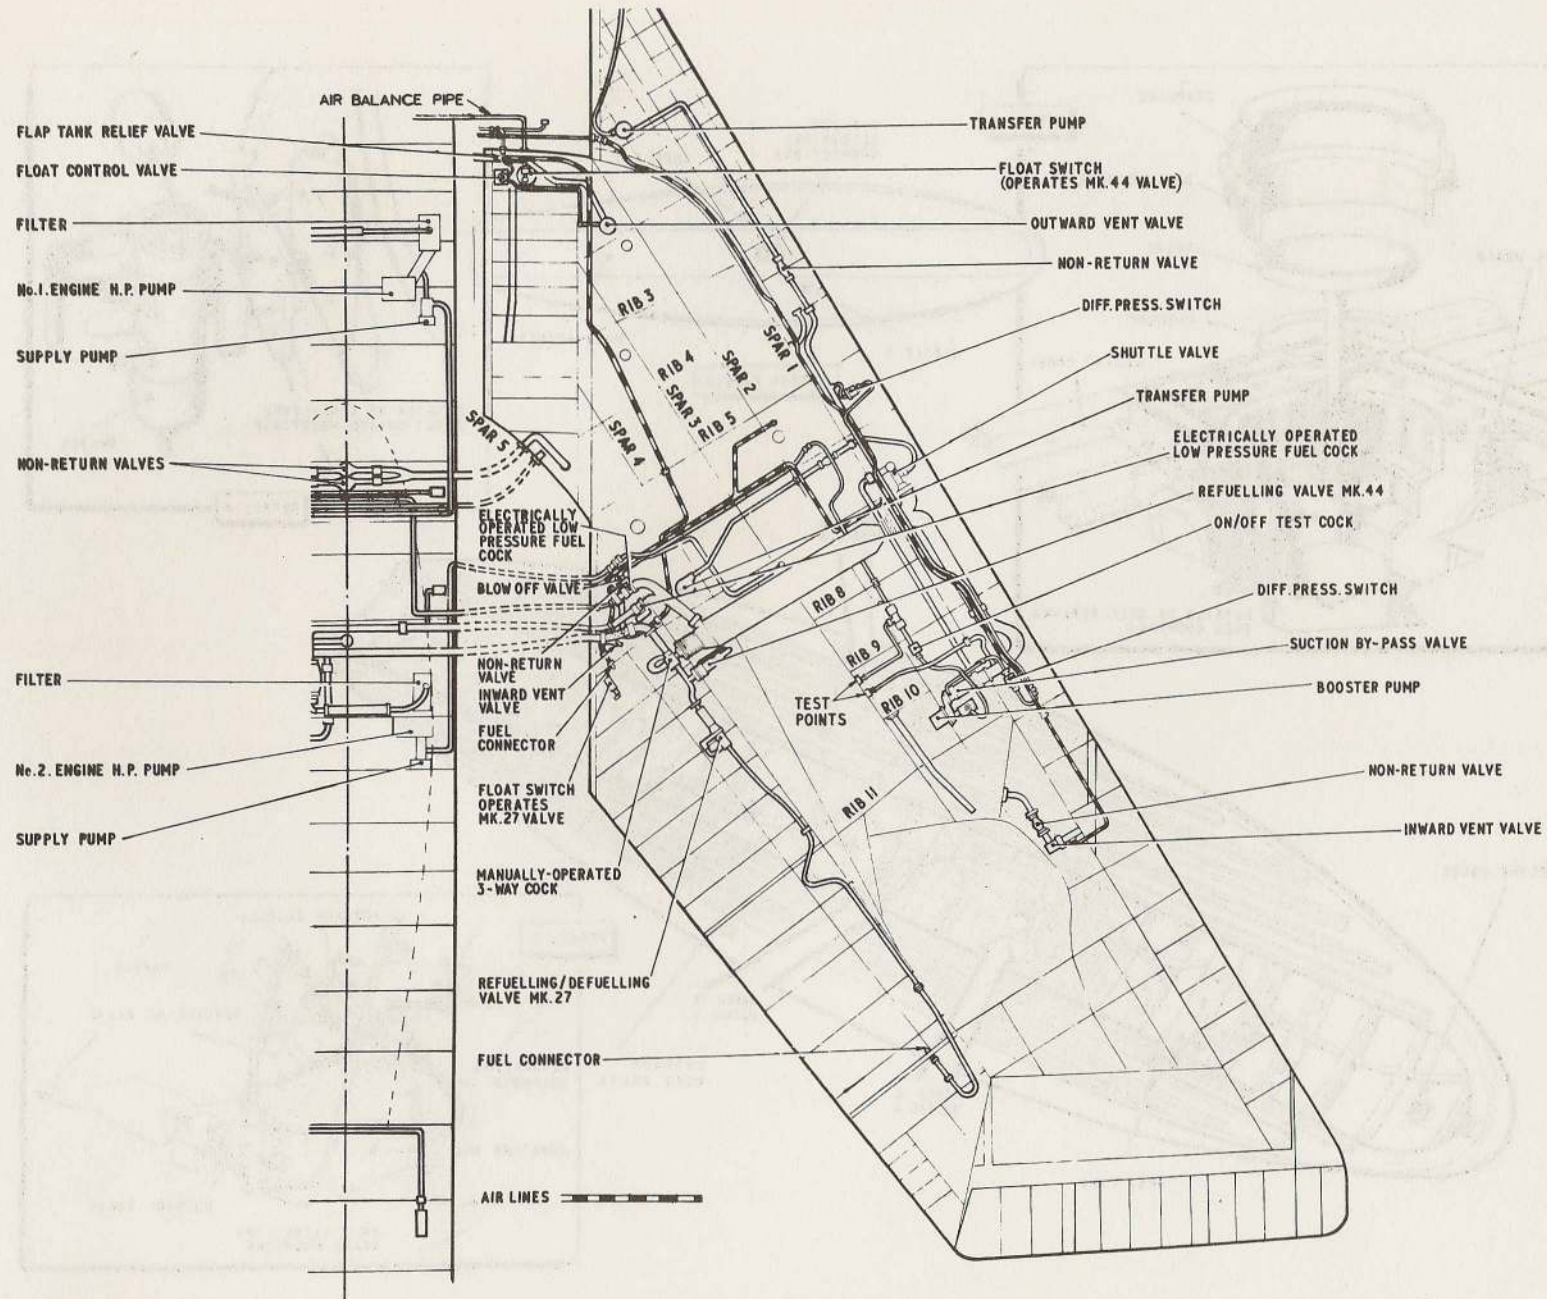 AIR BALANCE PIPE
FLAP TANK RELIEF VALVE
FLOAT CONTROL VALVE
FILTER
No.1. ENGINE H.P. PUMP
SUPPLY PUMP
NON-RETURN VALVES
FILTER
No.2. ENGINE H.P. PUMP
SUPPLY PUMP
SPAR 5
ELECTRICALLY
OPERATED LOW
PRESSURE FUEL
COCK
BLOW OFF VALVE
NON-RETURN
VALVE
INWARD VENT
VALVE
FUEL
CONNECTOR
FLOAT SWITCH
OPERATES
MK.27 VALVE
MANUALLY-OPERATED
3-WAY COCK
REFUELLING/DEFUELLING
VALVE MK.27
FUEL CONNECTOR
AIR LINES
RIB 3
RIB 4
SPAR 3
RIB 5
SPAR 4
SPAR 2
SPAR 1
RIB 8
RIB 9
RIB 10
RIB 11
TEST
POINTS
TRANSFER PUMP
FLOAT SWITCH
(OPERATES MK.44 VALVE)
OUTWARD VENT VALVE
NON-RETURN VALVE
DIFF. PRESS. SWITCH
SHUTTLE VALVE
TRANSFER PUMP
ELECTRICALLY OPERATED
LOW PRESSURE FUEL COCK
REFUELLING VALVE MK.44
ON/OFF TEST COCK
DIFF. PRESS. SWITCH
SUCTION BY-PASS VALVE
BOOSTER PUMP
NON-RETURN VALVE
INWARD VENT VALVE